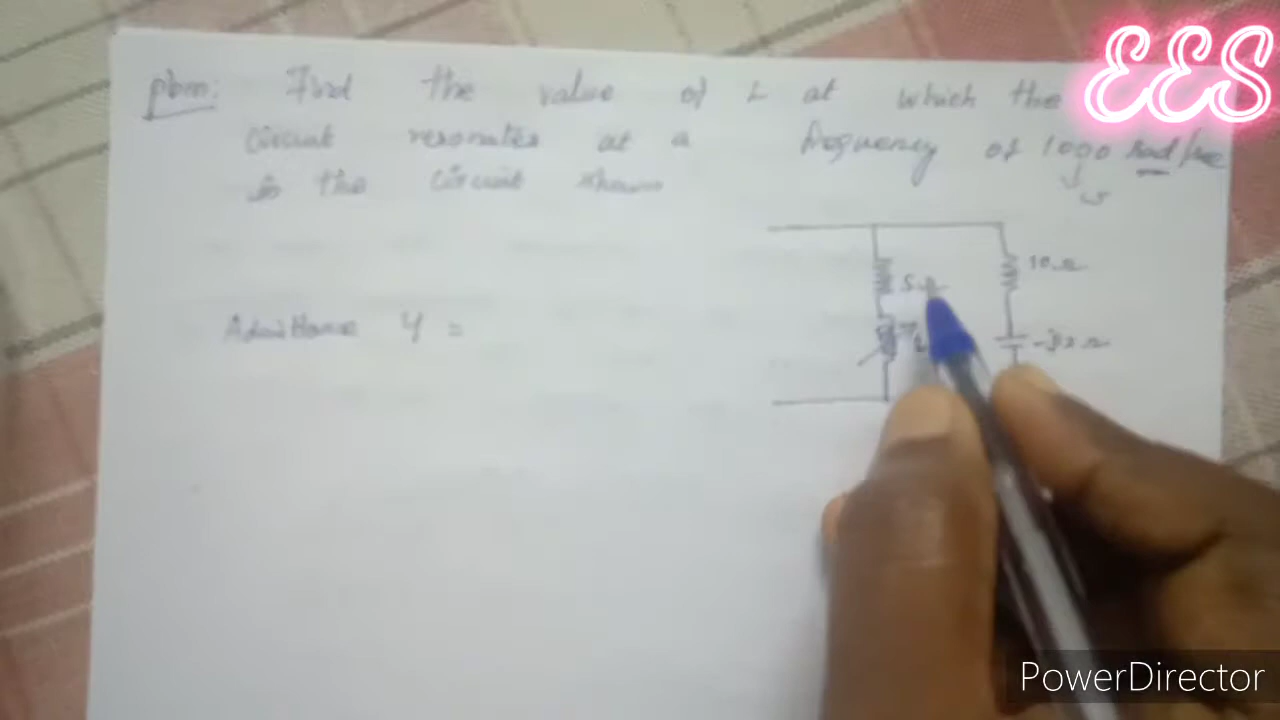 pbm: Find the value of L at which the
circuit resonates at a frequency of 1000 rad/sec
in the circuit shown
ω
10Ω
5Ω
Admittance Y =
EES
PowerDirector